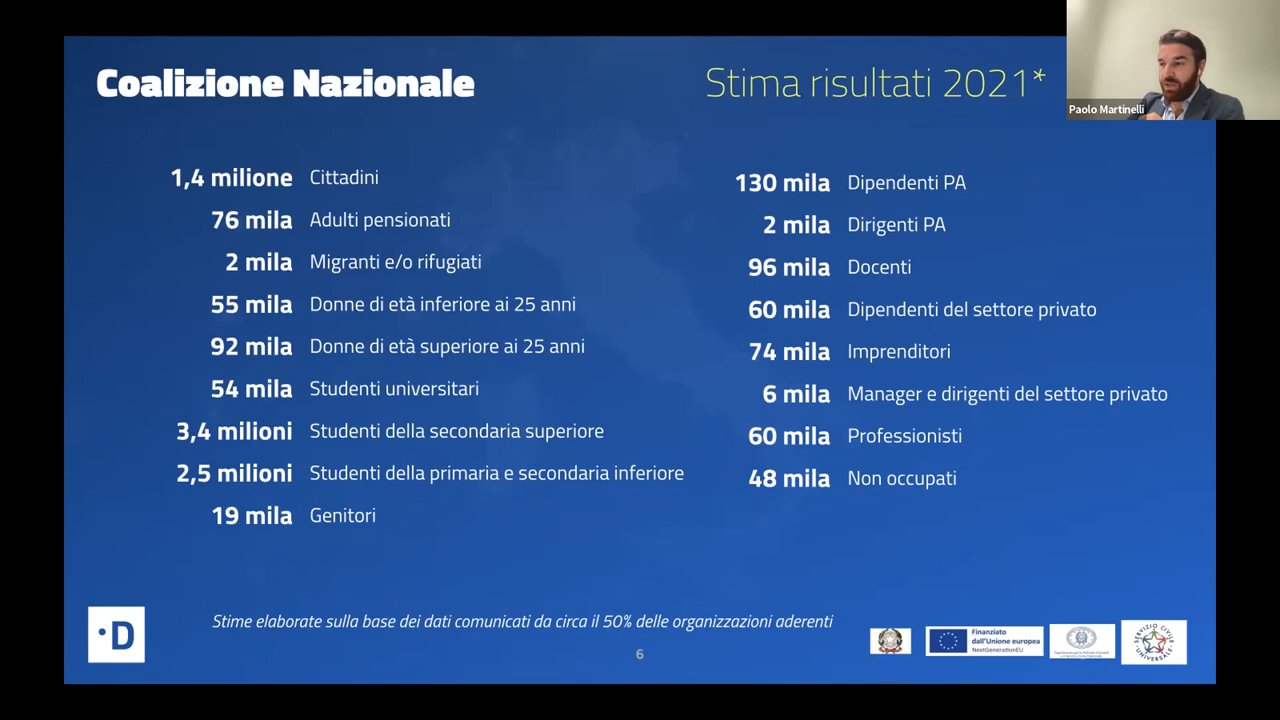 Coalizione Nazionale
Stima risultati 2021*
Paolo Martinelli
1,4 milione Cittadini
76 mila Adulti pensionati
2 mila Migranti e/o rifugiati
55 mila Donne di età inferiore ai 25 anni
92 mila Donne di età superiore ai 25 anni
54 mila Studenti universitari
3,4 milioni Studenti della secondaria superiore
2,5 milioni Studenti della primaria e secondaria inferiore
19 mila Genitori
130 mila Dipendenti PA
2 mila Dirigenti PA
96 mila Docenti
60 mila Dipendenti del settore privato
74 mila Imprenditori
6 mila Manager e dirigenti del settore privato
60 mila Professionisti
48 mila Non occupati
Stime elaborate sulla base dei dati comunicati da circa il 50% delle organizzazioni aderenti
D
6
Finanziato
dall'Unione europea
NextGenerationEU
SERVIZIO CIVILE
UNIVERSALE